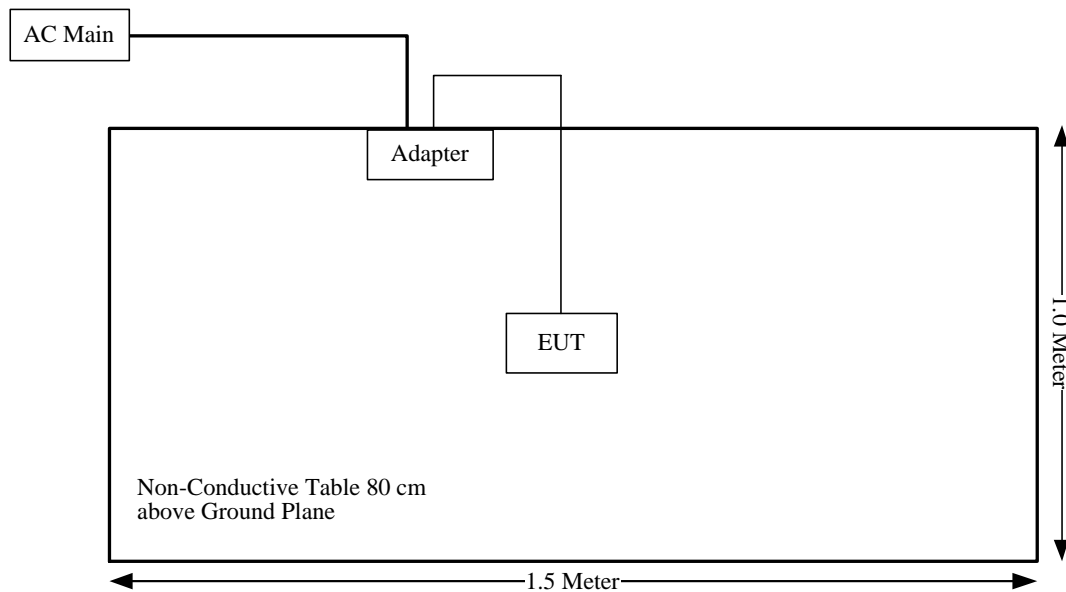 AC Main
Adapter
EUT
1.0 Meter
Non-Conductive Table 80 cm
above Ground Plane
1.5 Meter